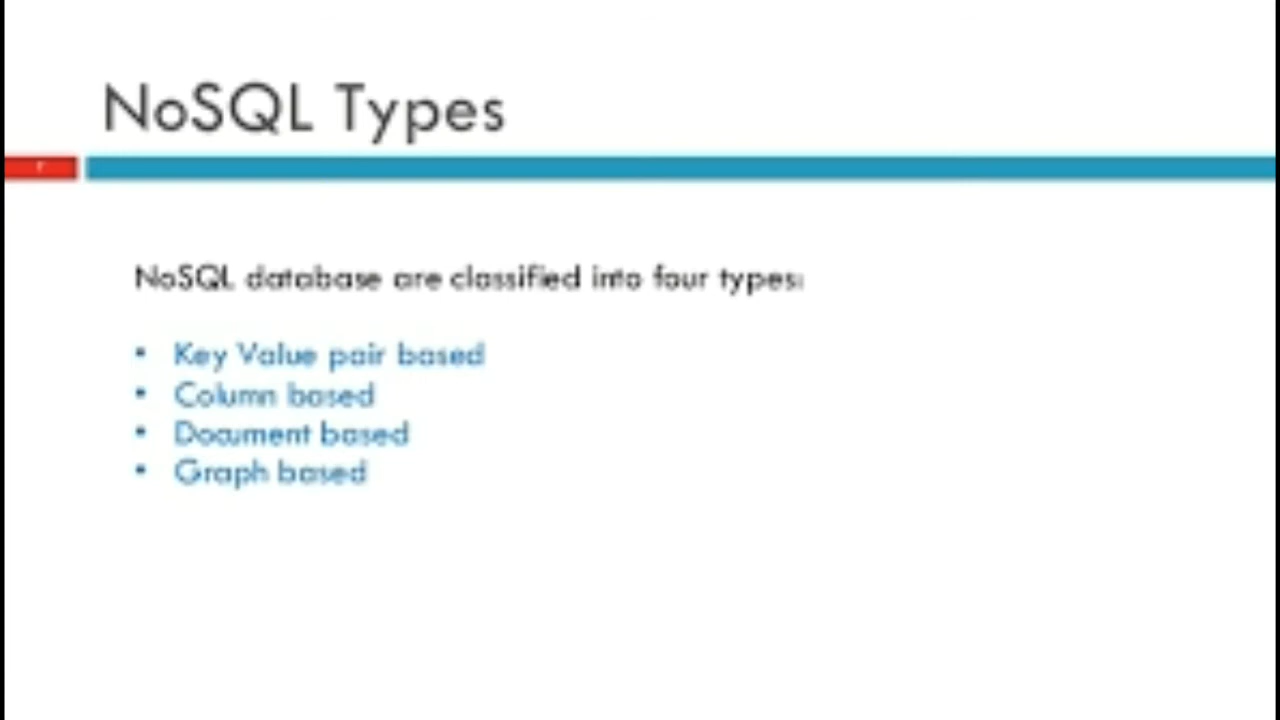 NoSQL Types
NoSQL database are classified into four types:
• Key Value pair based
• Column based
• Document based
• Graph based